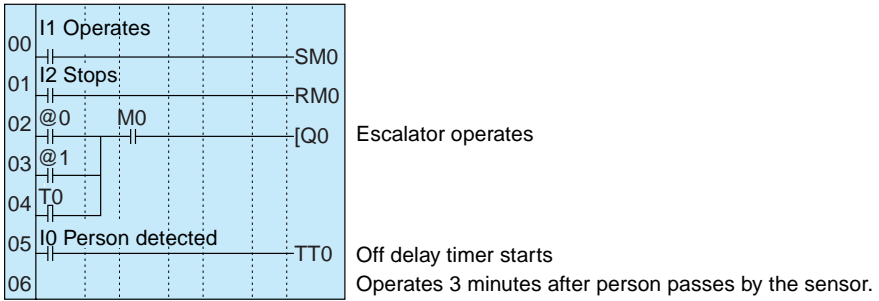 I1 Operates
00 SM0
I2 Stops
01 RM0
@0 M0
02 [Q0 Escalator operates
@1
03
T0
04
I0 Person detected
05 TT0 Off delay timer starts
06 Operates 3 minutes after person passes by the sensor.